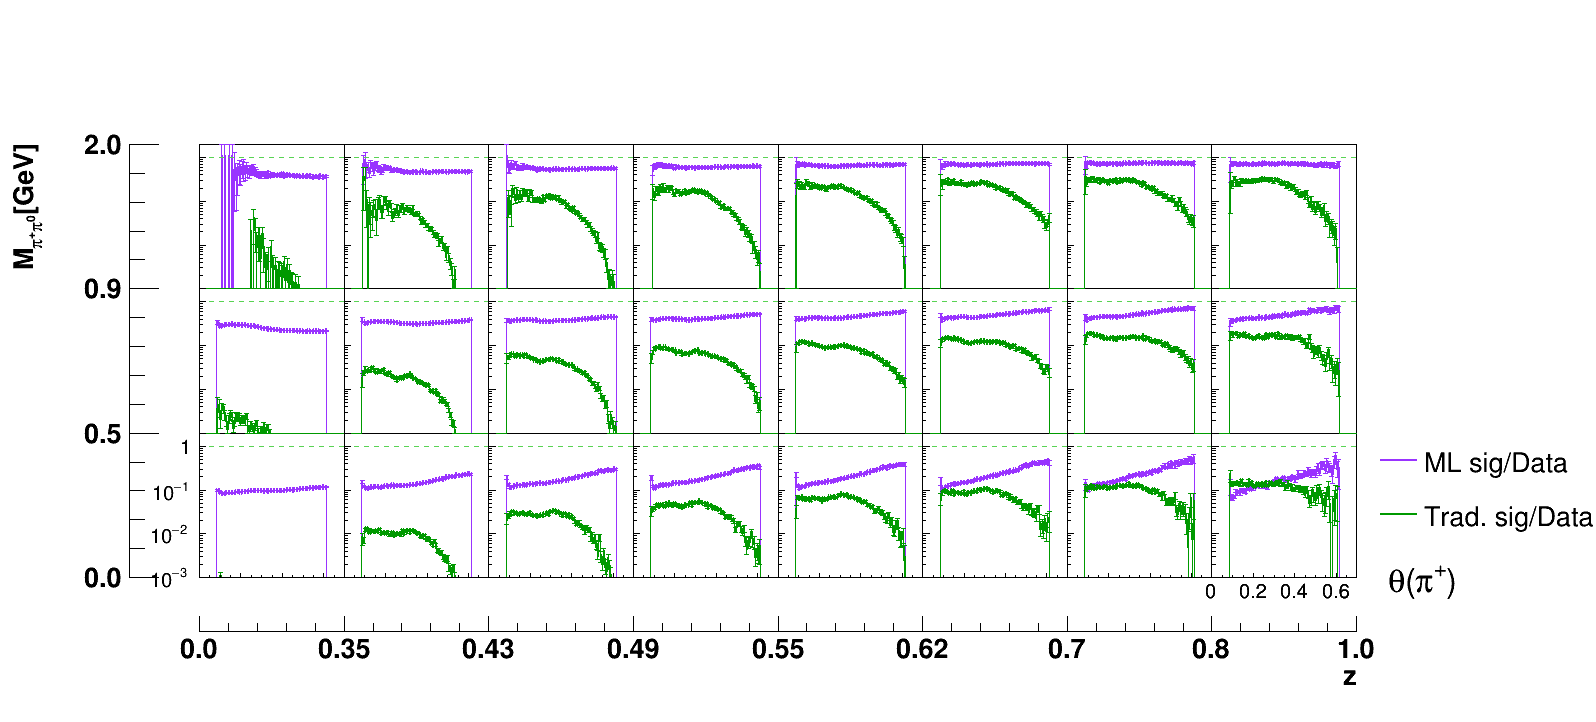 M_{π⁺π⁰}[GeV]
2.0
0.9
0.5
0.0
1
10⁻¹
10⁻²
10⁻³
ML sig/Data
Trad. sig/Data
θ(π⁺)
0 0.2 0.4 0.6
0.0 0.35 0.43 0.49 0.55 0.62 0.7 0.8 1.0
z